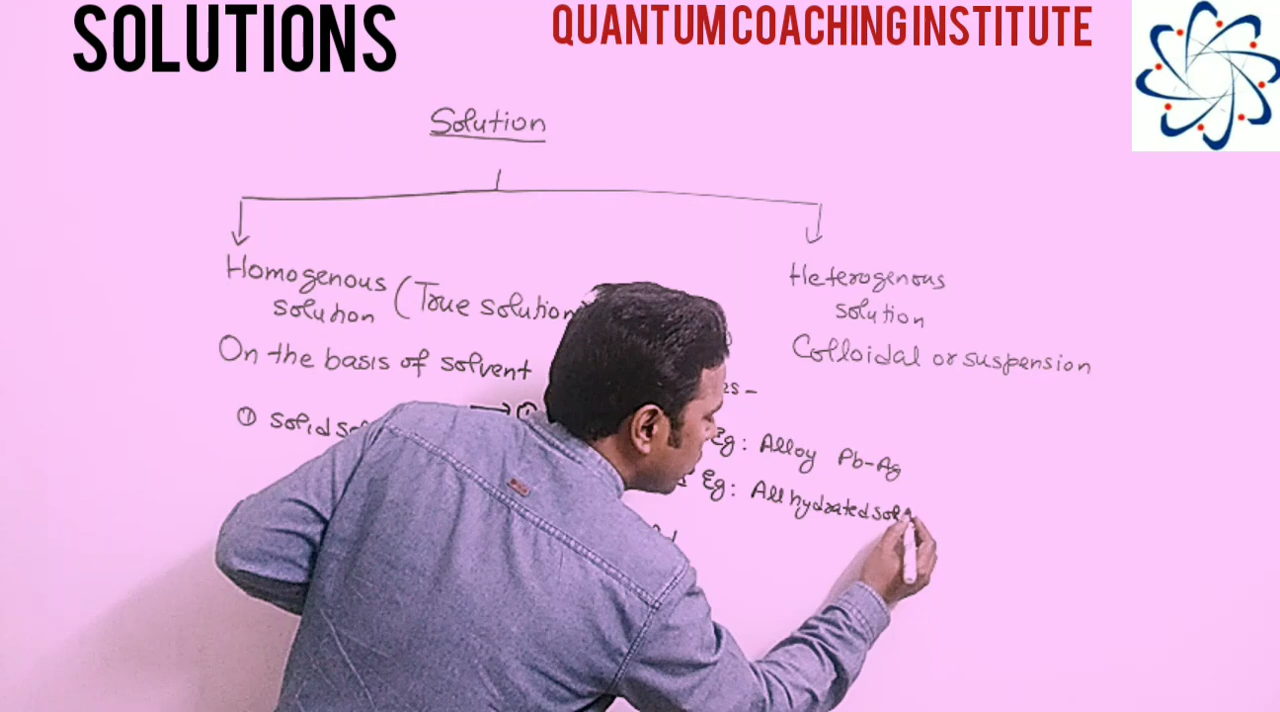 SOLUTIONS
QUANTUM COACHING INSTITUTE
Solution
Homogenous (True solution
solution
Heterogenous
solution
Colloidal or suspension
On the basis of solvent
① Solid
Eg: Alloy Pb-Ag
Eg: All hydrated